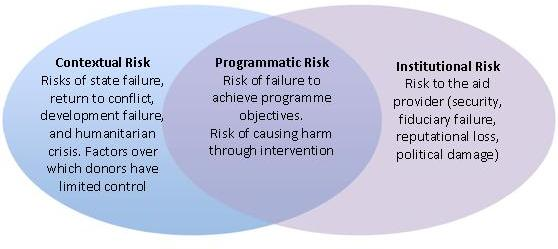 Contextual Risk
Risks of state failure,
return to conflict,
development failure,
and humanitarian
crisis. Factors over
which donors have
limited control
Programmatic Risk
Risk of failure to
achieve programme
objectives.
Risk of causing harm
through intervention
Institutional Risk
Risk to the aid
provider (security,
fiduciary failure,
reputational loss,
political damage)